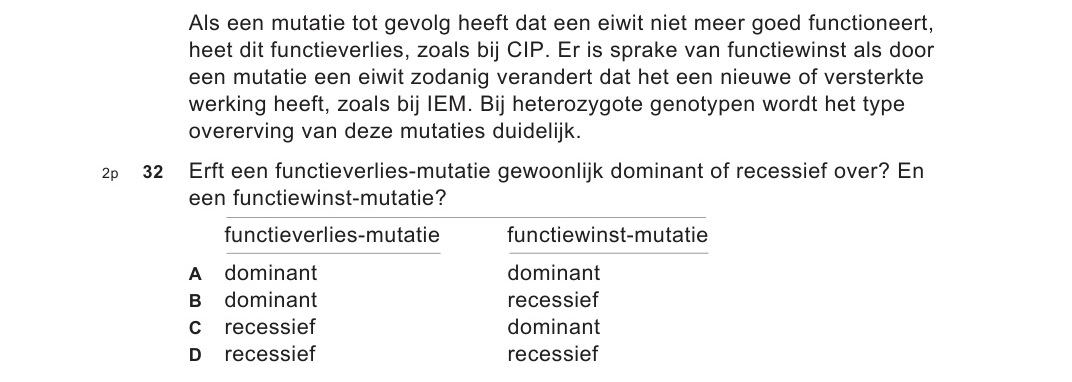 Als een mutatie tot gevolg heeft dat een eiwit niet meer goed functioneert,
heet dit functieverlies, zoals bij CIP. Er is sprake van functiewinst als door
een mutatie een eiwit zodanig verandert dat het een nieuwe of versterkte
werking heeft, zoals bij IEM. Bij heterozygote genotypen wordt het type
overerving van deze mutaties duidelijk.
2p 32 Erft een functieverlies-mutatie gewoonlijk dominant of recessief over? En
een functiewinst-mutatie?
functieverlies-mutatie functiewinst-mutatie
A dominant dominant
B dominant recessief
C recessief dominant
D recessief recessief